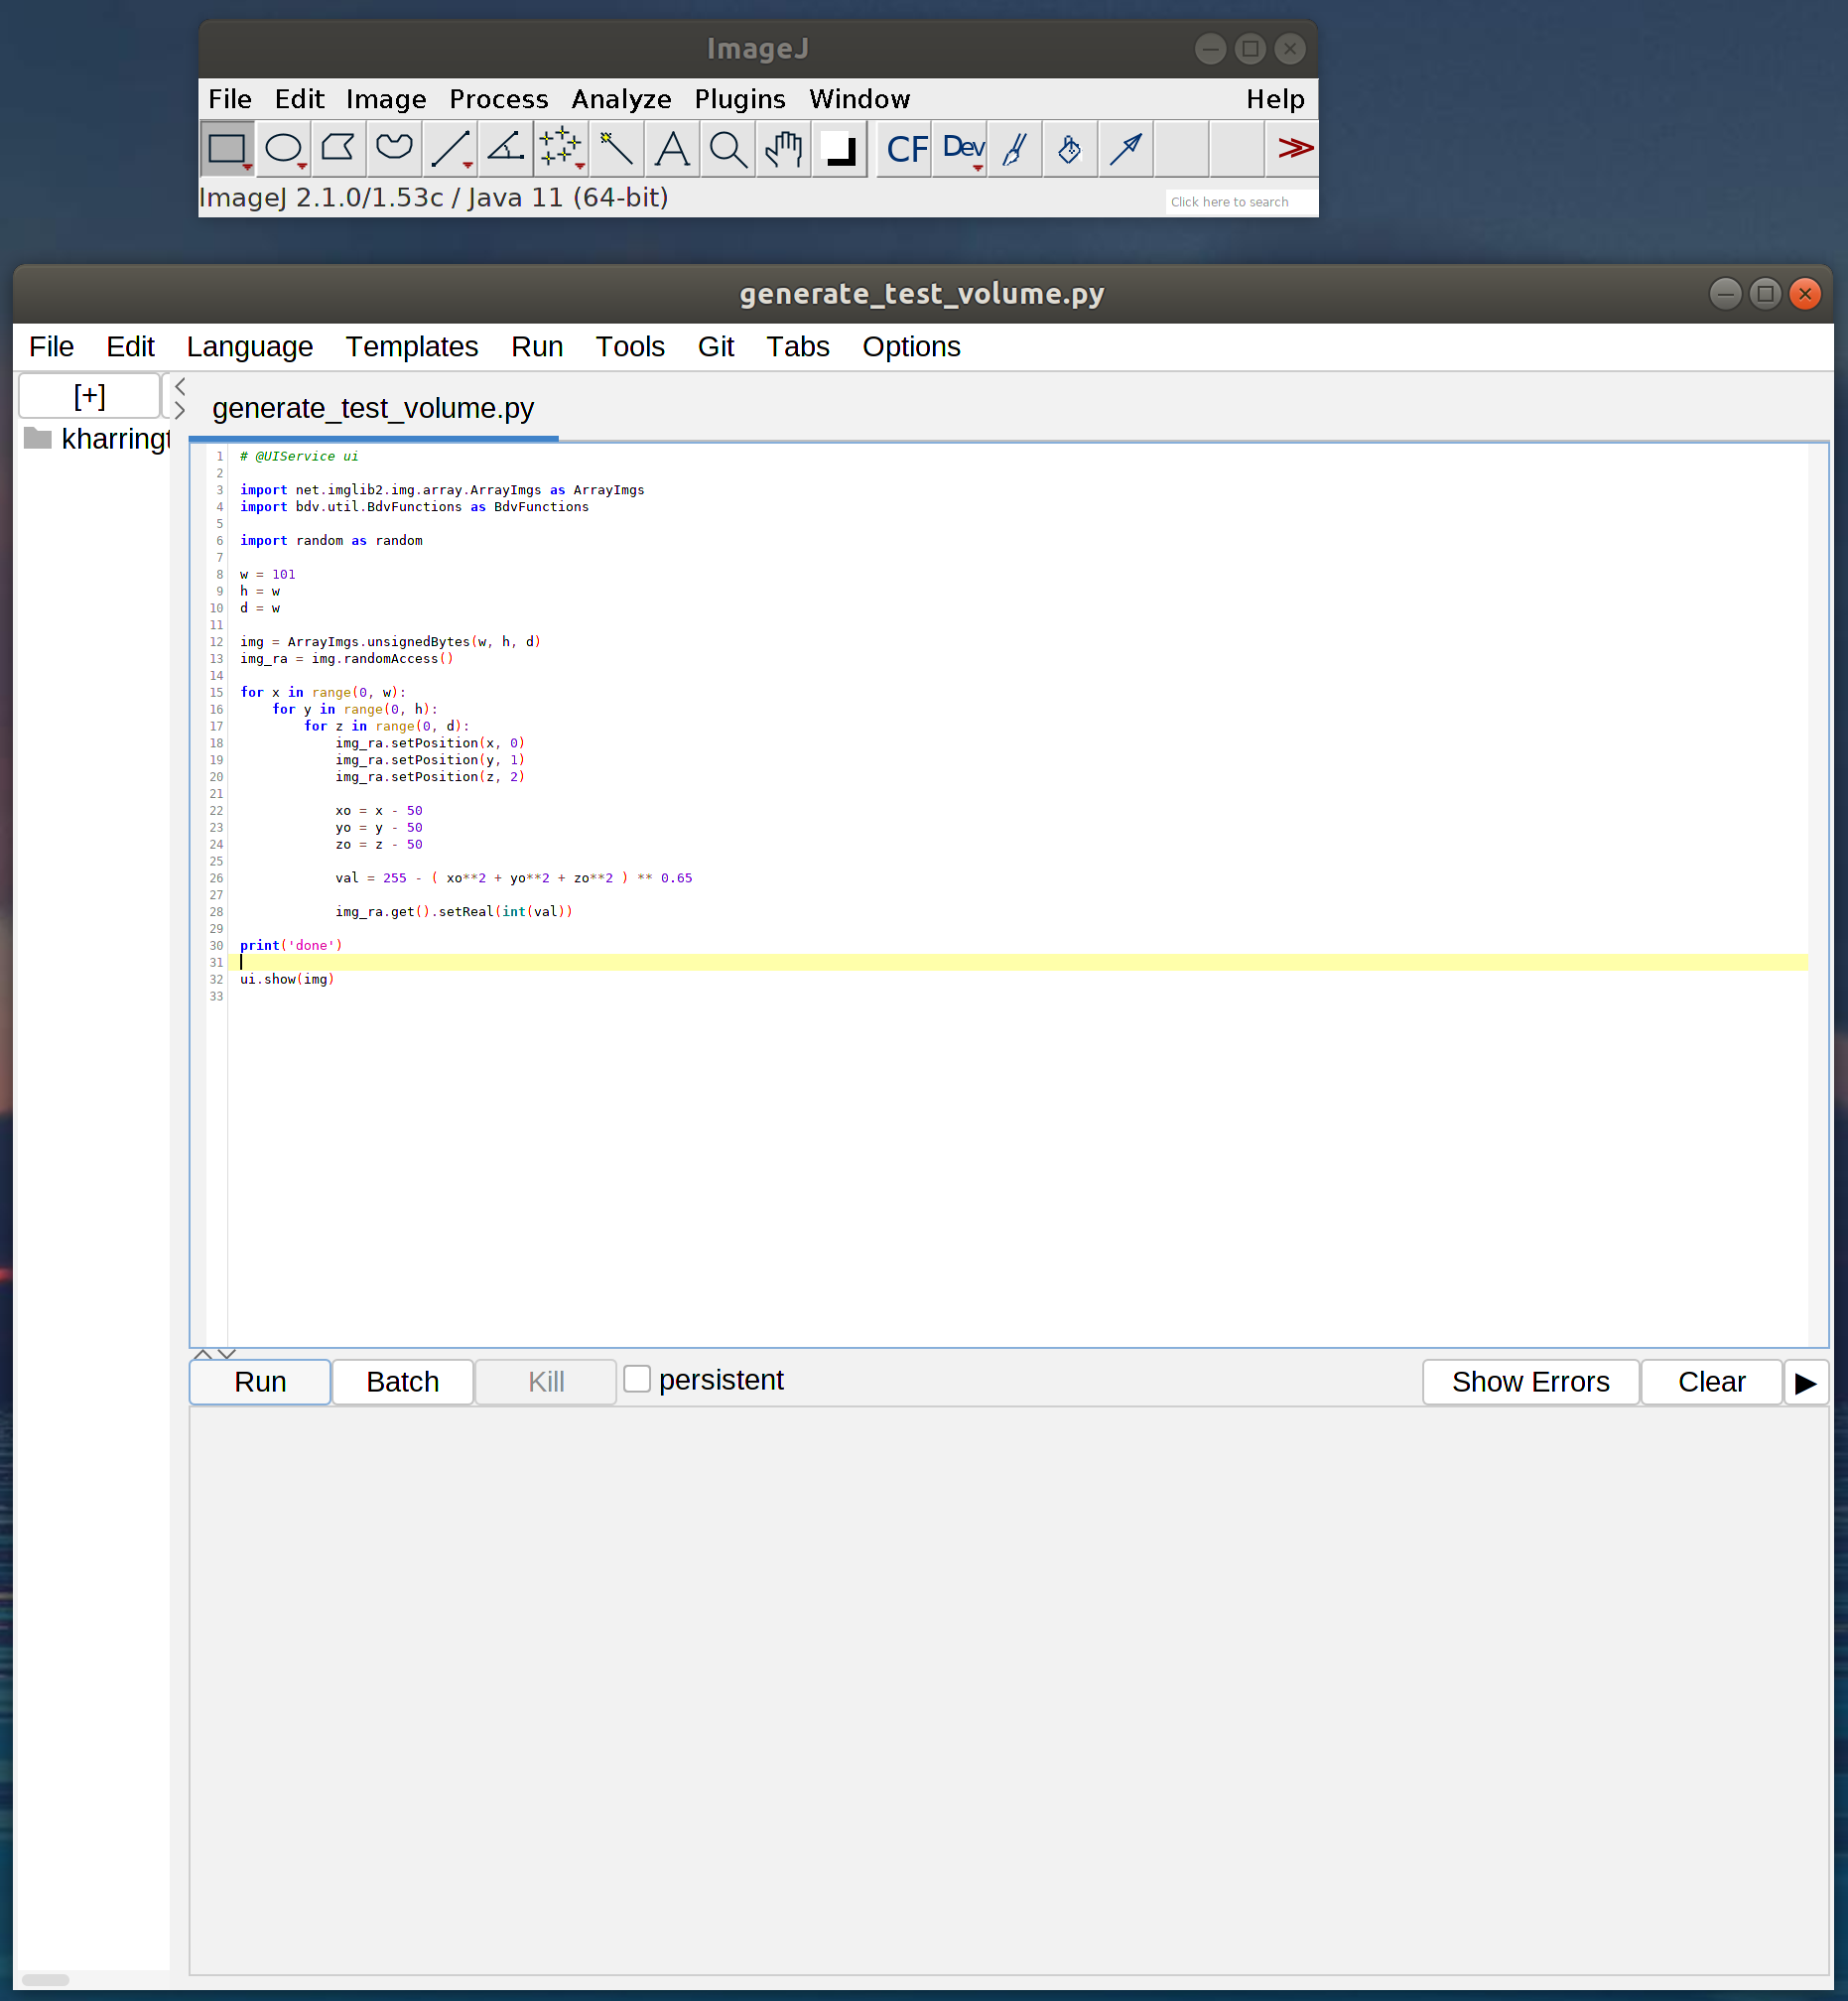 ImageJ
File Edit Image Process Analyze Plugins Window Help
A CF Dev >>
ImageJ 2.1.0/1.53c / Java 11 (64-bit)
Click here to search
generate_test_volume.py
File Edit Language Templates Run Tools Git Tabs Options
[+]
kharringt
generate_test_volume.py
1 # @UIService ui
2
3 import net.imglib2.img.array.ArrayImgs as ArrayImgs
4 import bdv.util.BdvFunctions as BdvFunctions
5
6 import random as random
7
8 w = 101
9 h = w
10 d = w
11
12 img = ArrayImgs.unsignedBytes(w, h, d)
13 img_ra = img.randomAccess()
14
15 for x in range(0, w):
16     for y in range(0, h):
17         for z in range(0, d):
18             img_ra.setPosition(x, 0)
19             img_ra.setPosition(y, 1)
20             img_ra.setPosition(z, 2)
21
22             xo = x - 50
23             yo = y - 50
24             zo = z - 50
25
26             val = 255 - ( xo**2 + yo**2 + zo**2 ) ** 0.65
27
28             img_ra.get().setReal(int(val))
29
30 print('done')
31
32 ui.show(img)
33
Run Batch Kill persistent Show Errors Clear